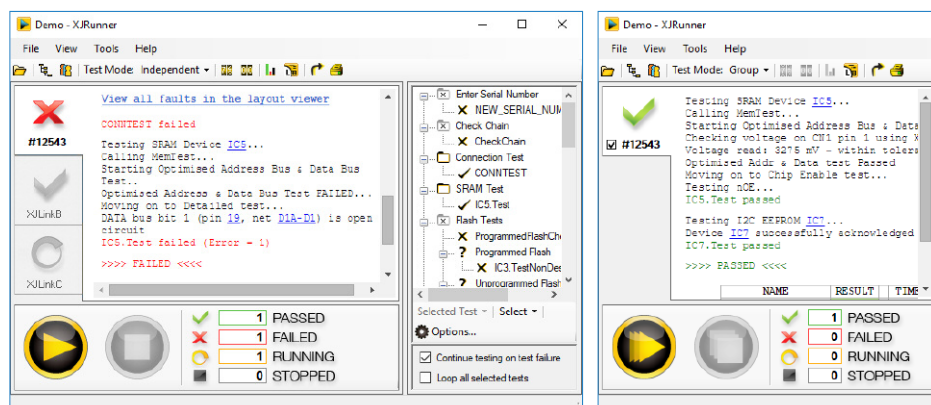 Demo - XJRunner
File View Tools Help
Test Mode: Independent
View all faults in the layout viewer
CONNTEST failed
Testing SRAM Device IC5...
Calling MemTest...
Starting Optimised Address Bus & Data Bus
Test..
Optimised Address & Data Bus Test FAILED...
Moving on to Detailed test...
DATA bus bit 1 (pin 19, net D1A-D1) is open
circuit
IC5.Test failed (Error = 1)
>>>> FAILED <<<<
#12543
XJLinkB
XJLinkC
Enter Serial Number
NEW_SERIAL_NUM
Check Chain
CheckChain
Connection Test
CONNTEST
SRAM Test
IC5.Test
Flash Tests
ProgrammedFlashChe
Programmed Flash
IC3.TestNonDes
Unprogrammed Flash
Selected Test Select
Options...
Continue testing on test failure
Loop all selected tests
1 PASSED
1 FAILED
1 RUNNING
0 STOPPED
Demo - XJRunner
File View Tools Help
Test Mode: Group
#12543
Testing SRAM Device IC5...
Calling MemTest...
Starting Optimised Address Bus & Data
Checking voltage on CN1 pin 1 using X
Voltage read: 3275 mV - within toler
Optimised Addr & Data test Passed
Moving on to Chip Enable test...
Testing nCE...
IC5.Test passed
Testing I2C EEPROM IC7...
Device IC7 successfully acknowledged
IC7.Test passed
>>>> PASSED <<<<
NAME RESULT TIME
1 PASSED
0 FAILED
0 RUNNING
0 STOPPED